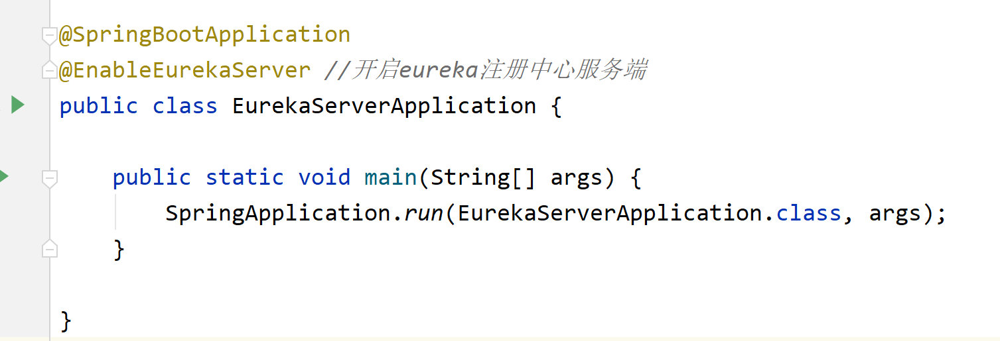 @SpringBootApplication
@EnableEurekaServer //开启eureka注册中心服务端
public class EurekaServerApplication {
public static void main(String[] args) {
SpringApplication.run(EurekaServerApplication.class, args);
}
}